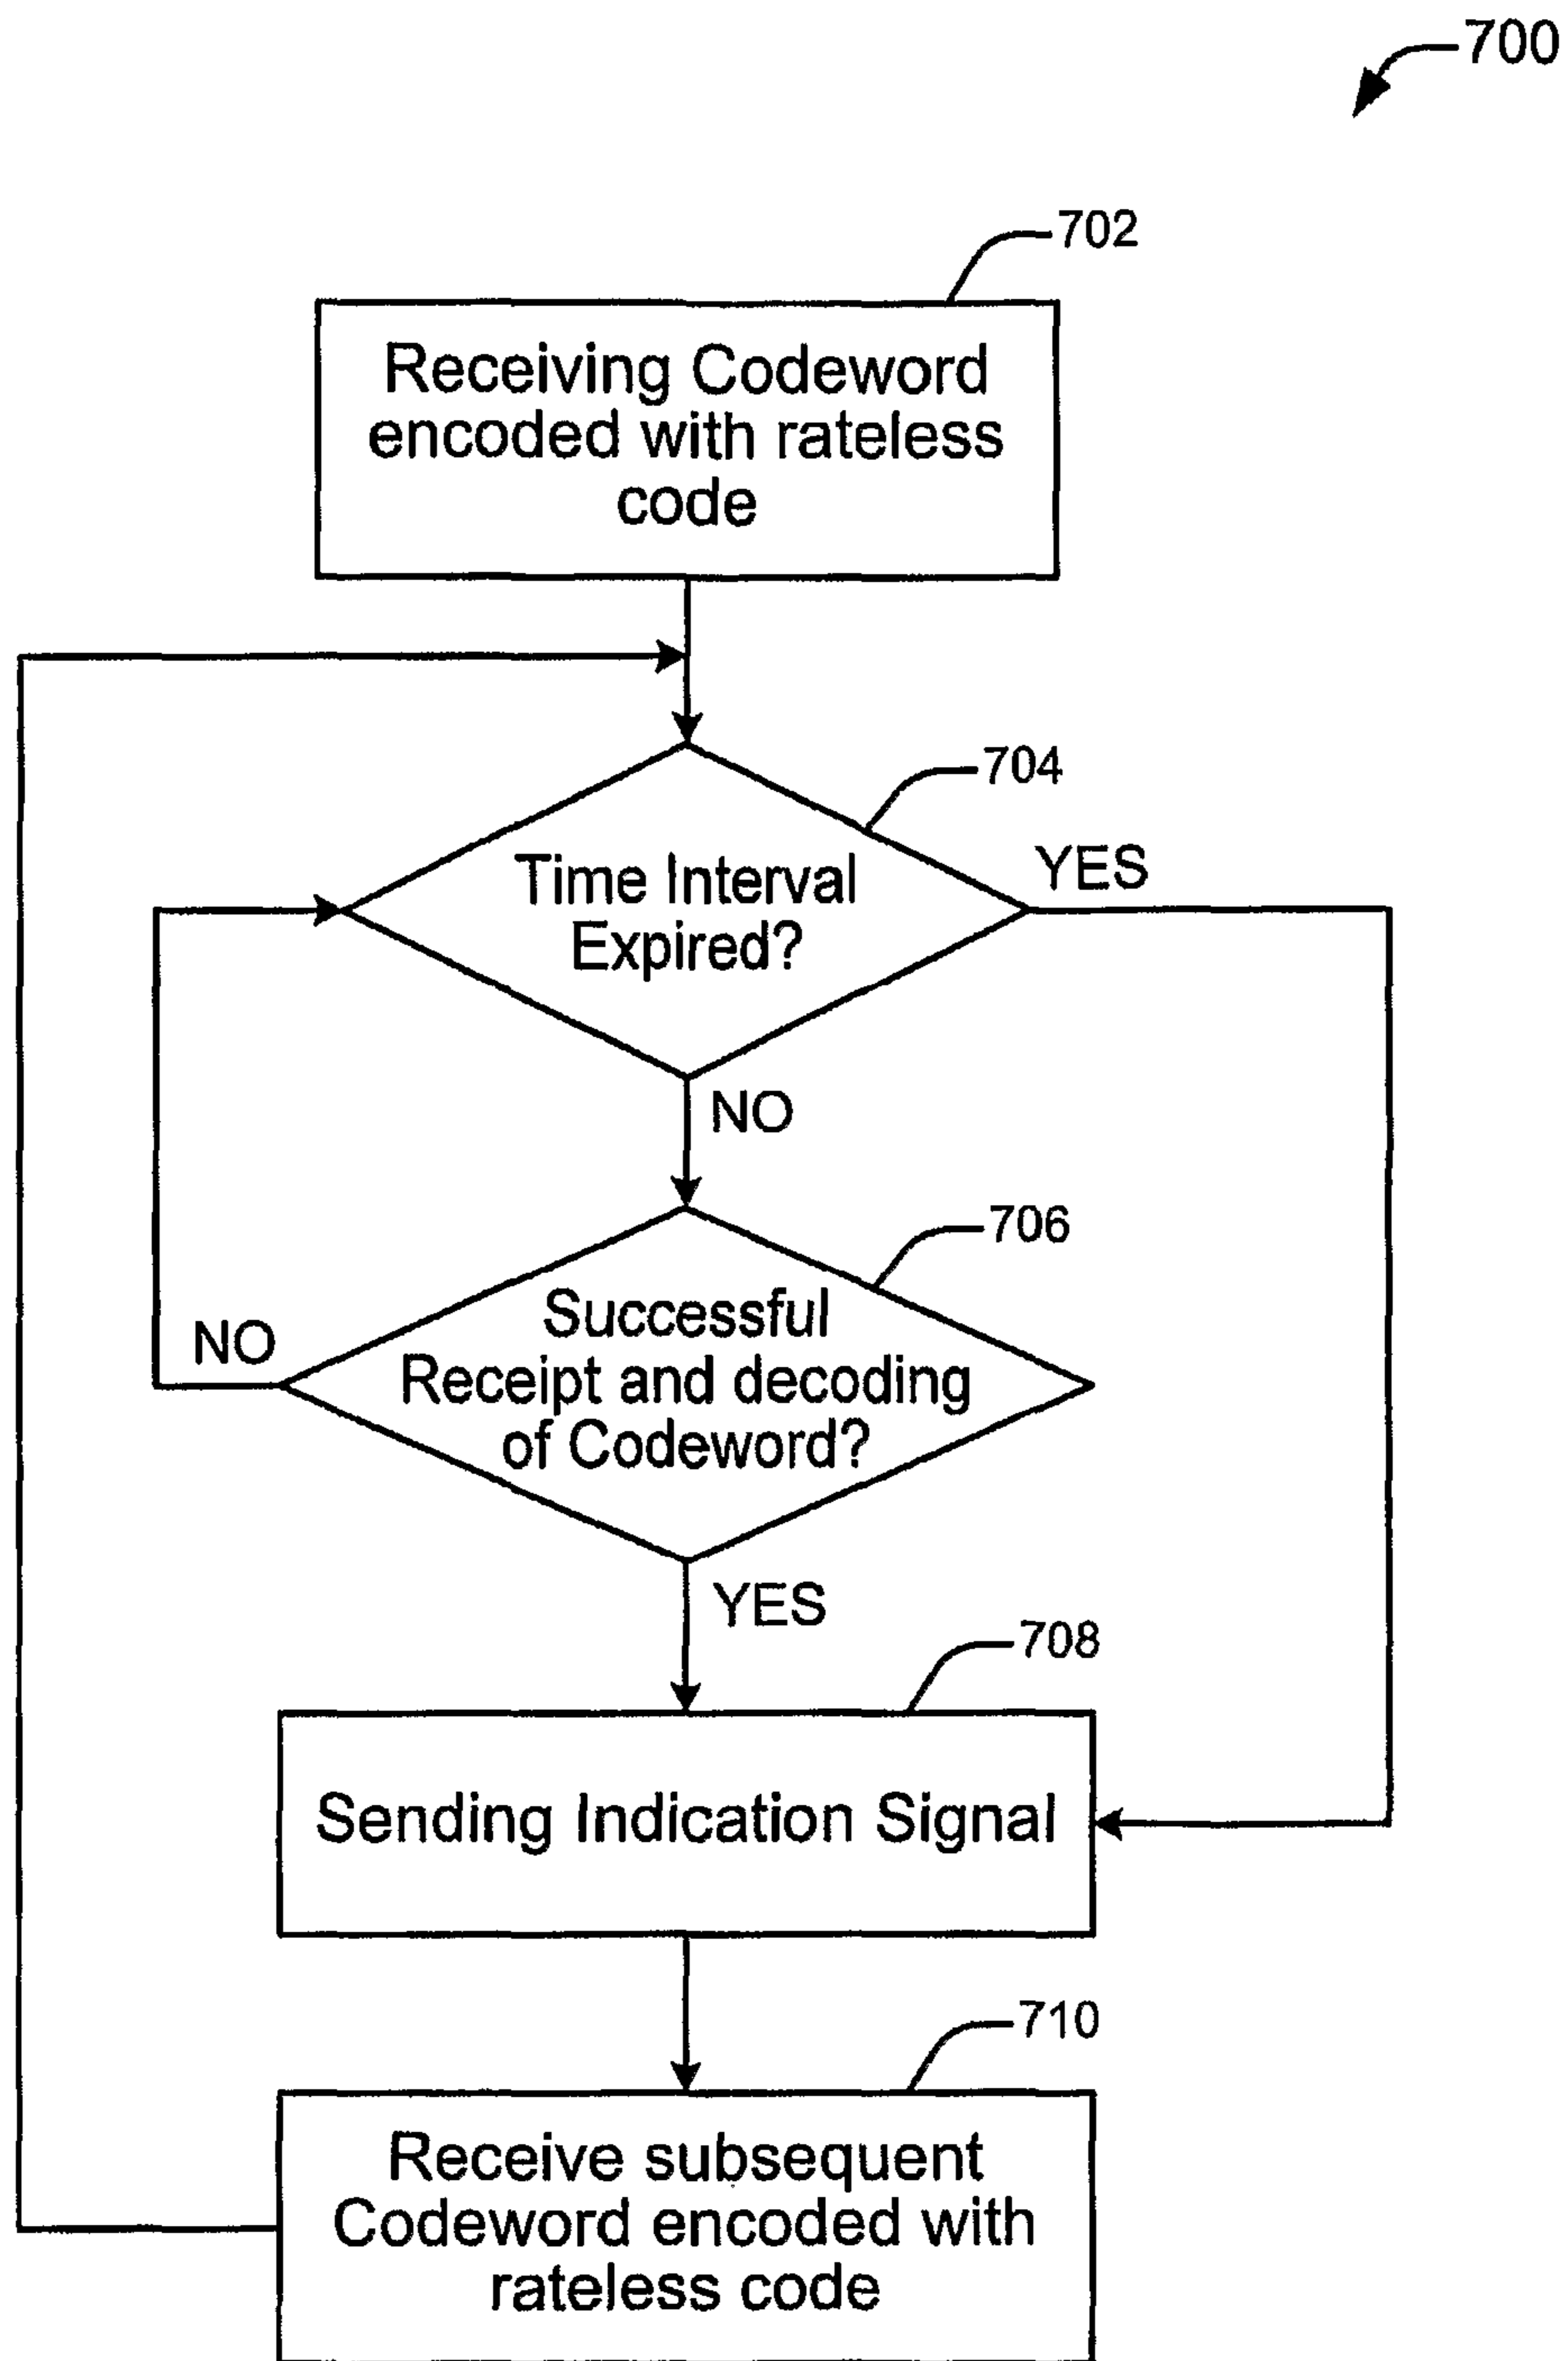 700
702
Receiving Codeword
encoded with rateless
code
704
Time Interval
Expired?
YES
NO
706
Successful
Receipt and decoding
of Codeword?
NO
YES
708
Sending Indication Signal
710
Receive subsequent
Codeword encoded with
rateless code